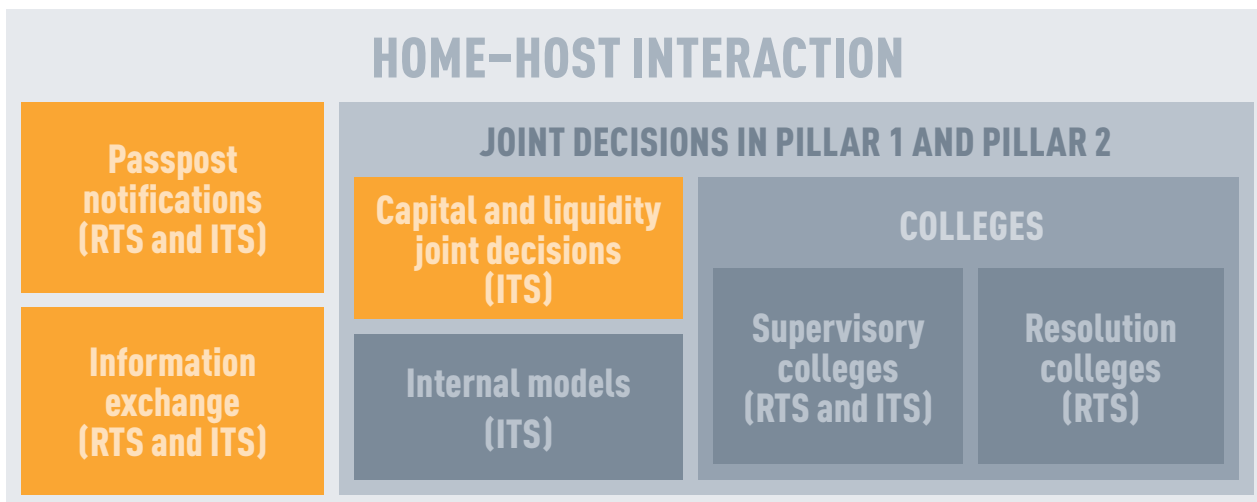 HOME–HOST INTERACTION
Passpost
notifications
(RTS and ITS)
Information
exchange
(RTS and ITS)
JOINT DECISIONS IN PILLAR 1 AND PILLAR 2
Capital and liquidity
joint decisions
(ITS)
Internal models
(ITS)
COLLEGES
Supervisory
colleges
(RTS and ITS)
Resolution
colleges
(RTS)